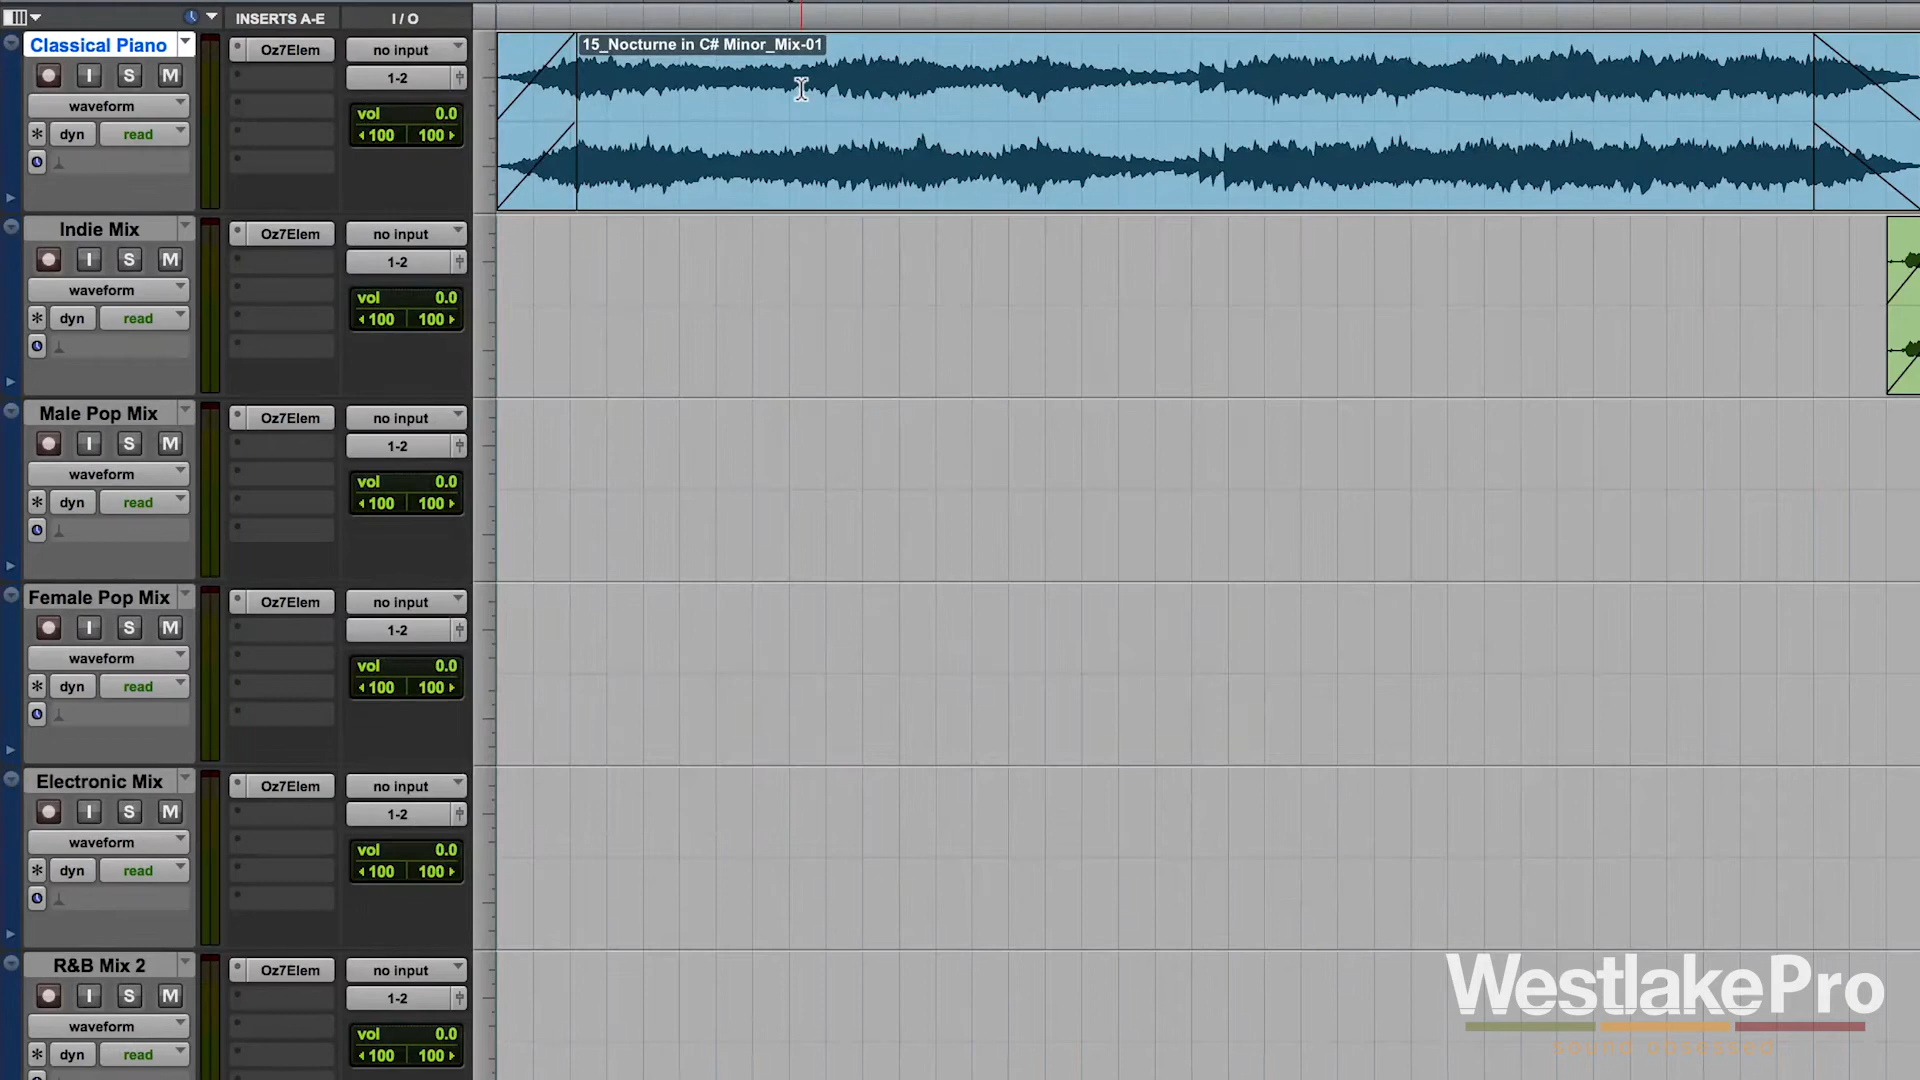 INSERTS A-E
I / O
Classical Piano
I S M
waveform
dyn read
Oz7Elem
no input
1-2
vol 0.0
100 100
15_Nocturne in C# Minor_Mix-01
Indie Mix
I S M
waveform
dyn read
Oz7Elem
no input
1-2
vol 0.0
100 100
Male Pop Mix
I S M
waveform
dyn read
Oz7Elem
no input
1-2
vol 0.0
100 100
Female Pop Mix
I S M
waveform
dyn read
Oz7Elem
no input
1-2
vol 0.0
100 100
Electronic Mix
I S M
waveform
dyn read
Oz7Elem
no input
1-2
vol 0.0
100 100
R&B Mix 2
I S M
waveform
dyn read
Oz7Elem
no input
1-2
vol 0.0
100 100
WestlakePro
sound obsessed